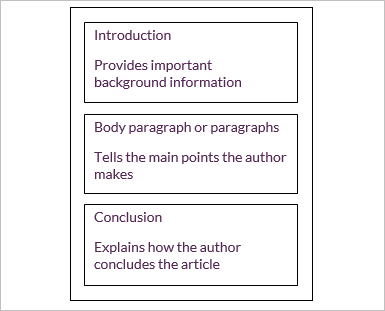 Introduction
Provides important
background information
Body paragraph or paragraphs
Tells the main points the author
makes
Conclusion
Explains how the author
concludes the article